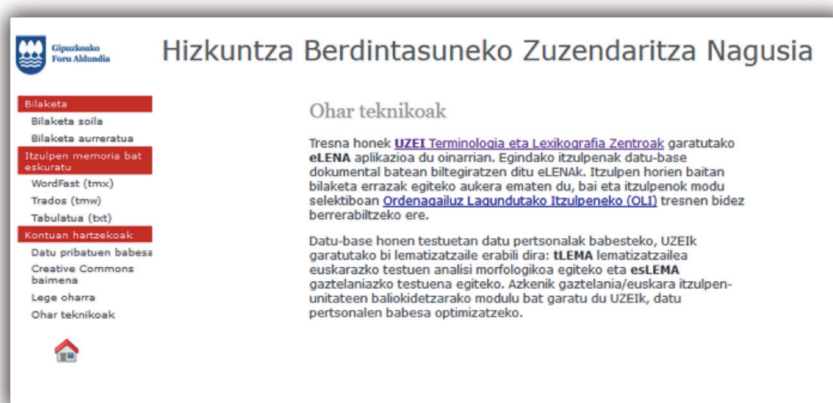 Gipuzkoako
Foru Aldundia
Hizkuntza Berdintasuneko Zuzendaritza Nagusia
Bilaketa
Bilaketa soila
Bilaketa aurreratua
Itzulpen memoria bat
eskuratu
WordFast (tmx)
Trados (tmw)
Tabulatua (txt)
Kontuan hartzekoak
Datu pribatuen babesa
Creative Commons
baimena
Lege oharra
Ohar teknikoak
Ohar teknikoak
Tresna honek UZEI Terminologia eta Lexikografia Zentroak garatutako
eLENA aplikazioa du oinarrian. Egindako itzulpenak datu-base
dokumental batean biltegiratzen ditu eLENAk. Itzulpen horien baitan
bilaketa errazak egiteko aukera ematen du, bai eta itzulpenok modu
selektiboan Ordenagailuz Lagundutako Itzulpeneko (OLI) tresnen bidez
berrerabiltzeko ere.
Datu-base honen testuetan datu pertsonalak babesteko, UZEIk
garatutako bi lematizatzaile erabili dira: tLEMA lematizatzailea
euskarazko testuen analisi morfologikoa egiteko eta esLEMA
gaztelaniazko testuena egiteko. Azkenik gaztelania/euskara itzulpen-
unitateen baliokidetzarako modulu bat garatu du UZEIk, datu
pertsonalen babesa optimizatzeko.